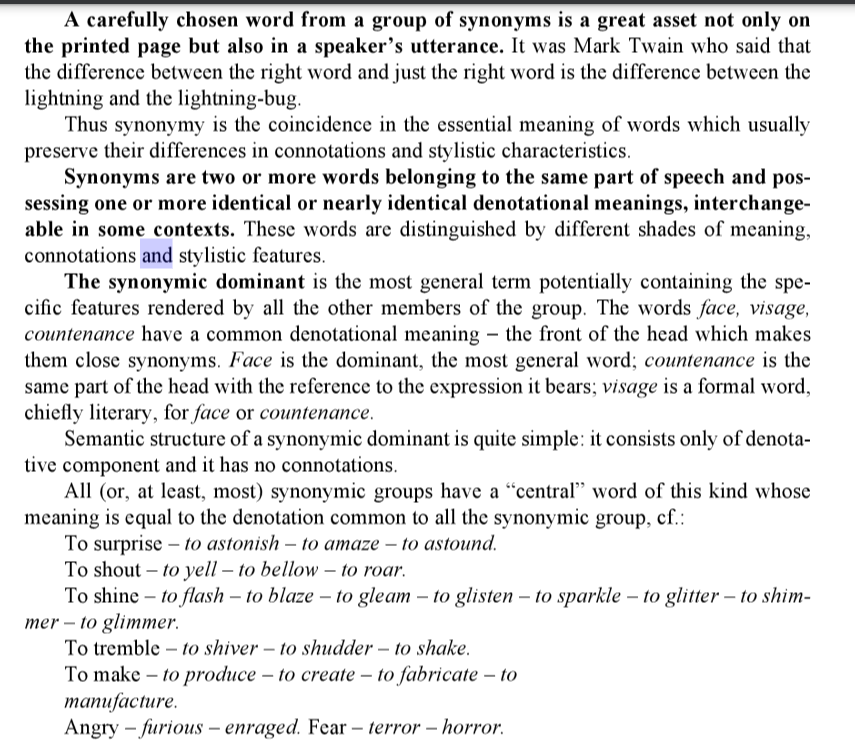 A carefully chosen word from a group of synonyms is a great asset not only on
the printed page but also in a speaker’s utterance. It was Mark Twain who said that
the difference between the right word and just the right word is the difference between the
lightning and the lightning-bug.
Thus synonymy is the coincidence in the essential meaning of words which usually
preserve their differences in connotations and stylistic characteristics.
Synonyms are two or more words belonging to the same part of speech and pos-
sessing one or more identical or nearly identical denotational meanings, interchange-
able in some contexts. These words are distinguished by different shades of meaning,
connotations and stylistic features.
The synonymic dominant is the most general term potentially containing the spe-
cific features rendered by all the other members of the group. The words face, visage,
countenance have a common denotational meaning – the front of the head which makes
them close synonyms. Face is the dominant, the most general word; countenance is the
same part of the head with the reference to the expression it bears; visage is a formal word,
chiefly literary, for face or countenance.
Semantic structure of a synonymic dominant is quite simple: it consists only of denota-
tive component and it has no connotations.
All (or, at least, most) synonymic groups have a “central” word of this kind whose
meaning is equal to the denotation common to all the synonymic group, cf.:
To surprise – to astonish – to amaze – to astound.
To shout – to yell – to bellow – to roar.
To shine – to flash – to blaze – to gleam – to glisten – to sparkle – to glitter – to shim-
mer – to glimmer.
To tremble – to shiver – to shudder – to shake.
To make – to produce – to create – to fabricate – to
manufacture.
Angry – furious – enraged. Fear – terror – horror.